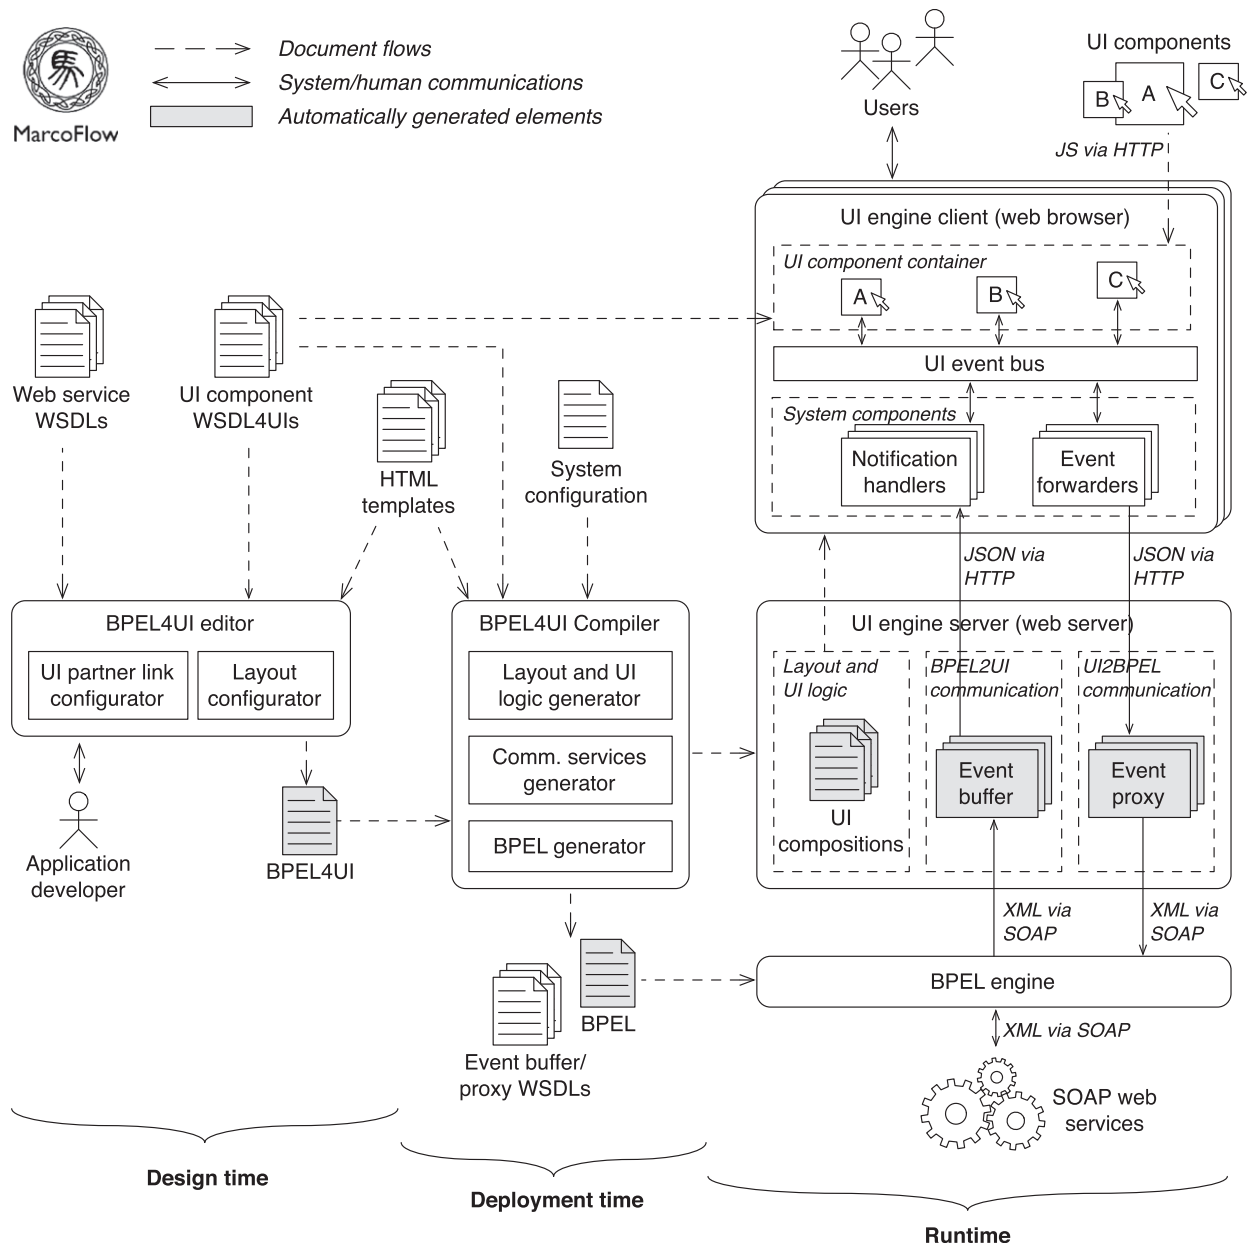 馬
MarcoFlow
Document flows
System/human communications
Automatically generated elements
Users
UI components
B
A
C
JS via HTTP
UI engine client (web browser)
UI component container
A
B
C
UI event bus
System components
Notification
handlers
Event
forwarders
JSON via
HTTP
JSON via
HTTP
Web service
WSDLs
UI component
WSDL4UIs
HTML
templates
System
configuration
BPEL4UI editor
UI partner link
configurator
Layout
configurator
Application
developer
BPEL4UI
BPEL4UI Compiler
Layout and UI
logic generator
Comm. services
generator
BPEL generator
UI engine server (web server)
Layout and
UI logic
BPEL2UI
communication
UI2BPEL
communication
UI
compositions
Event
buffer
Event
proxy
XML via
SOAP
XML via
SOAP
BPEL
Event buffer/
proxy WSDLs
BPEL engine
XML via SOAP
SOAP web
services
Design time
Deployment time
Runtime